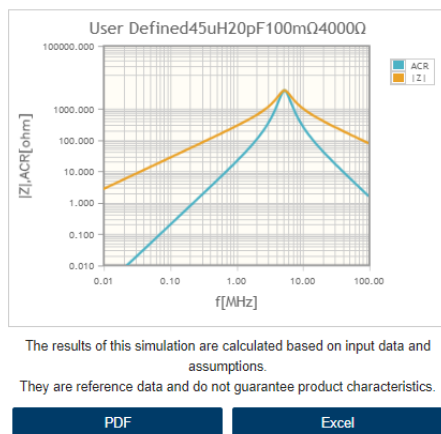 User Defined45uH20pF100mΩ4000Ω
100000.000
1000.000
100.000
10.000
1.000
0.100
0.010
|Z|,ACR[ohm]
0.01
0.10
1.00
10.00
100.00
f[MHz]
ACR
|Z|
The results of this simulation are calculated based on input data and
assumptions.
They are reference data and do not guarantee product characteristics.
PDF
Excel